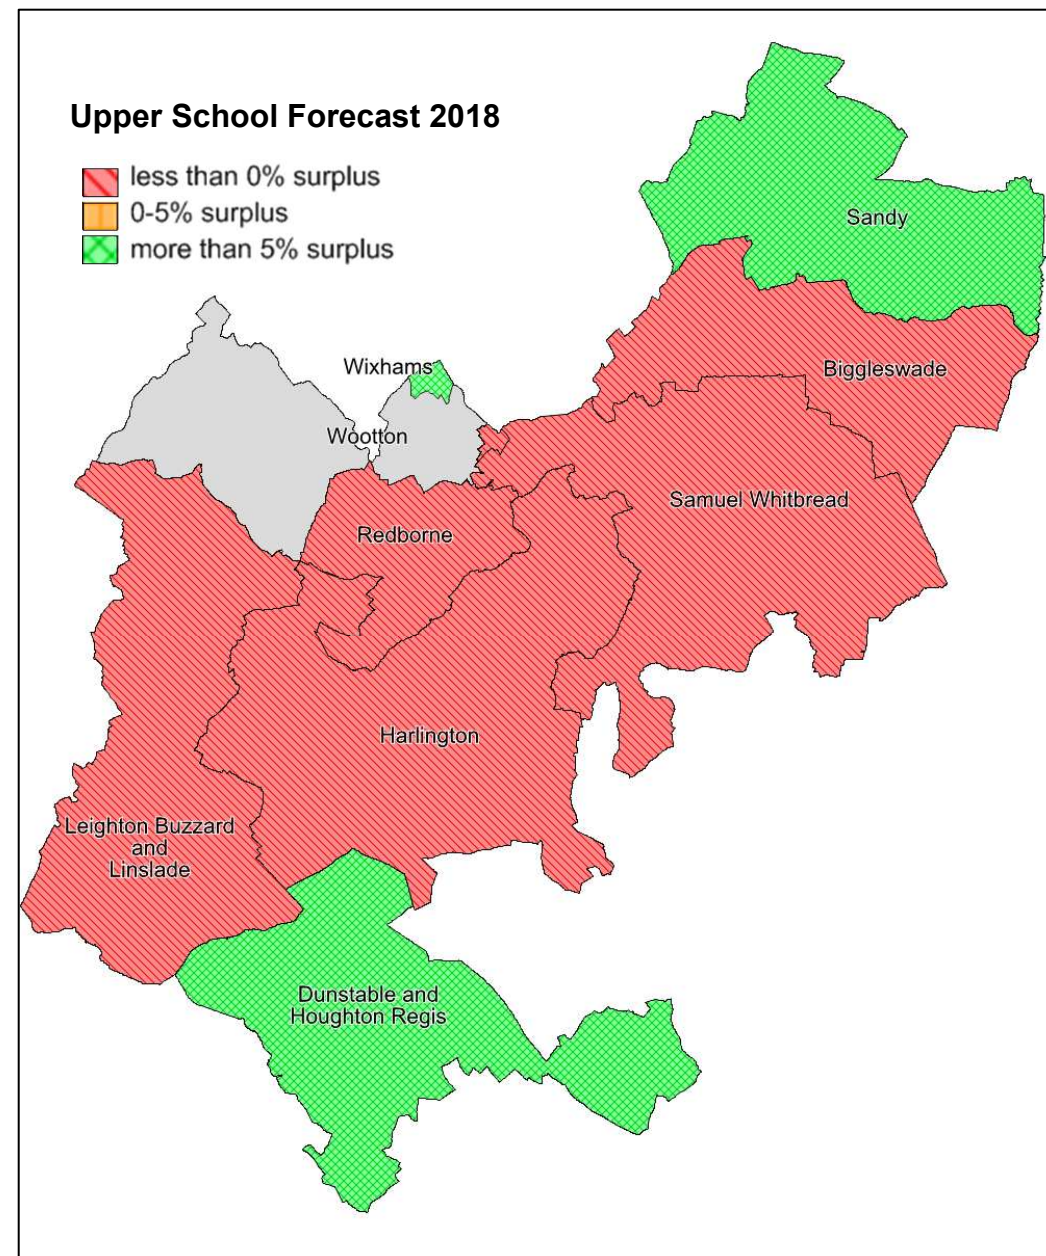 Upper School Forecast 2018
less than 0% surplus
0-5% surplus
more than 5% surplus
Sandy
Biggleswade
Wixhams
Wootton
Samuel Whitbread
Redborne
Harlington
Leighton Buzzard
and
Linslade
Dunstable and
Houghton Regis